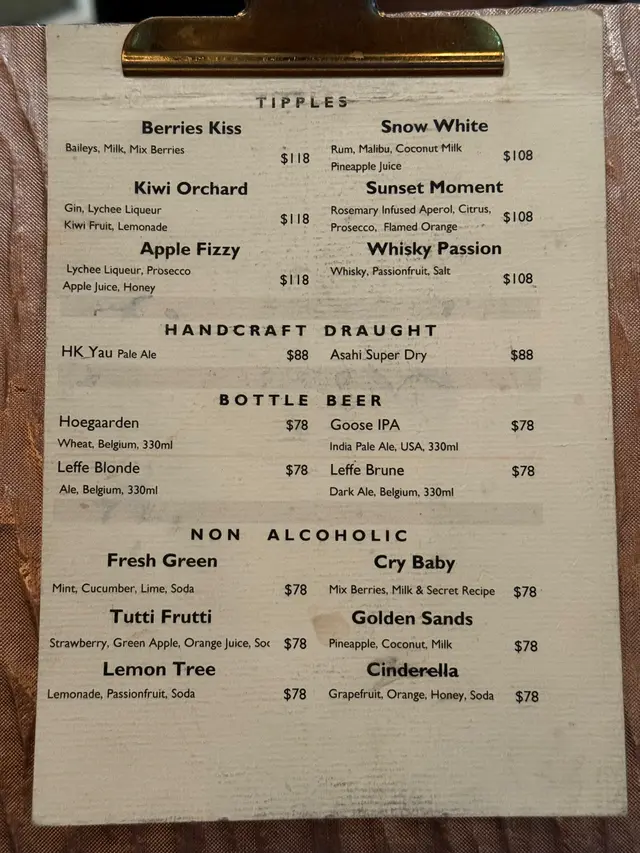 TIPPLES
Berries Kiss
Baileys, Milk, Mix Berries
$118
Snow White
Rum, Malibu, Coconut Milk
Pineapple Juice
$108
Kiwi Orchard
Gin, Lychee Liqueur
Kiwi Fruit, Lemonade
$118
Sunset Moment
Rosemary Infused Aperol, Citrus,
Prosecco, Flamed Orange
$108
Apple Fizzy
Lychee Liqueur, Prosecco
Apple Juice, Honey
$118
Whisky Passion
Whisky, Passionfruit, Salt
$108
HANDCRAFT DRAUGHT
HK Yau Pale Ale $88
Asahi Super Dry $88
BOTTLE BEER
Hoegaarden $78
Wheat, Belgium, 330ml
Goose IPA $78
India Pale Ale, USA, 330ml
Leffe Blonde $78
Ale, Belgium, 330ml
Leffe Brune $78
Dark Ale, Belgium, 330ml
NON ALCOHOLIC
Fresh Green
Mint, Cucumber, Lime, Soda $78
Cry Baby
Mix Berries, Milk & Secret Recipe $78
Tutti Frutti
Strawberry, Green Apple, Orange Juice, Soc $78
Golden Sands
Pineapple, Coconut, Milk $78
Lemon Tree
Lemonade, Passionfruit, Soda $78
Cinderella
Grapefruit, Orange, Honey, Soda $78